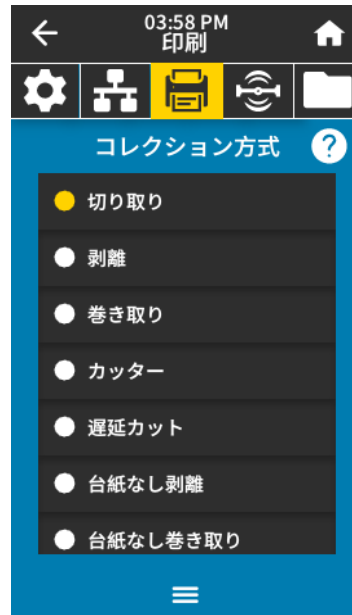 03:58 PM
印刷
コレクション方式
?
切り取り
剥離
巻き取り
カッター
遅延カット
台紙なし剥離
台紙なし巻き取り